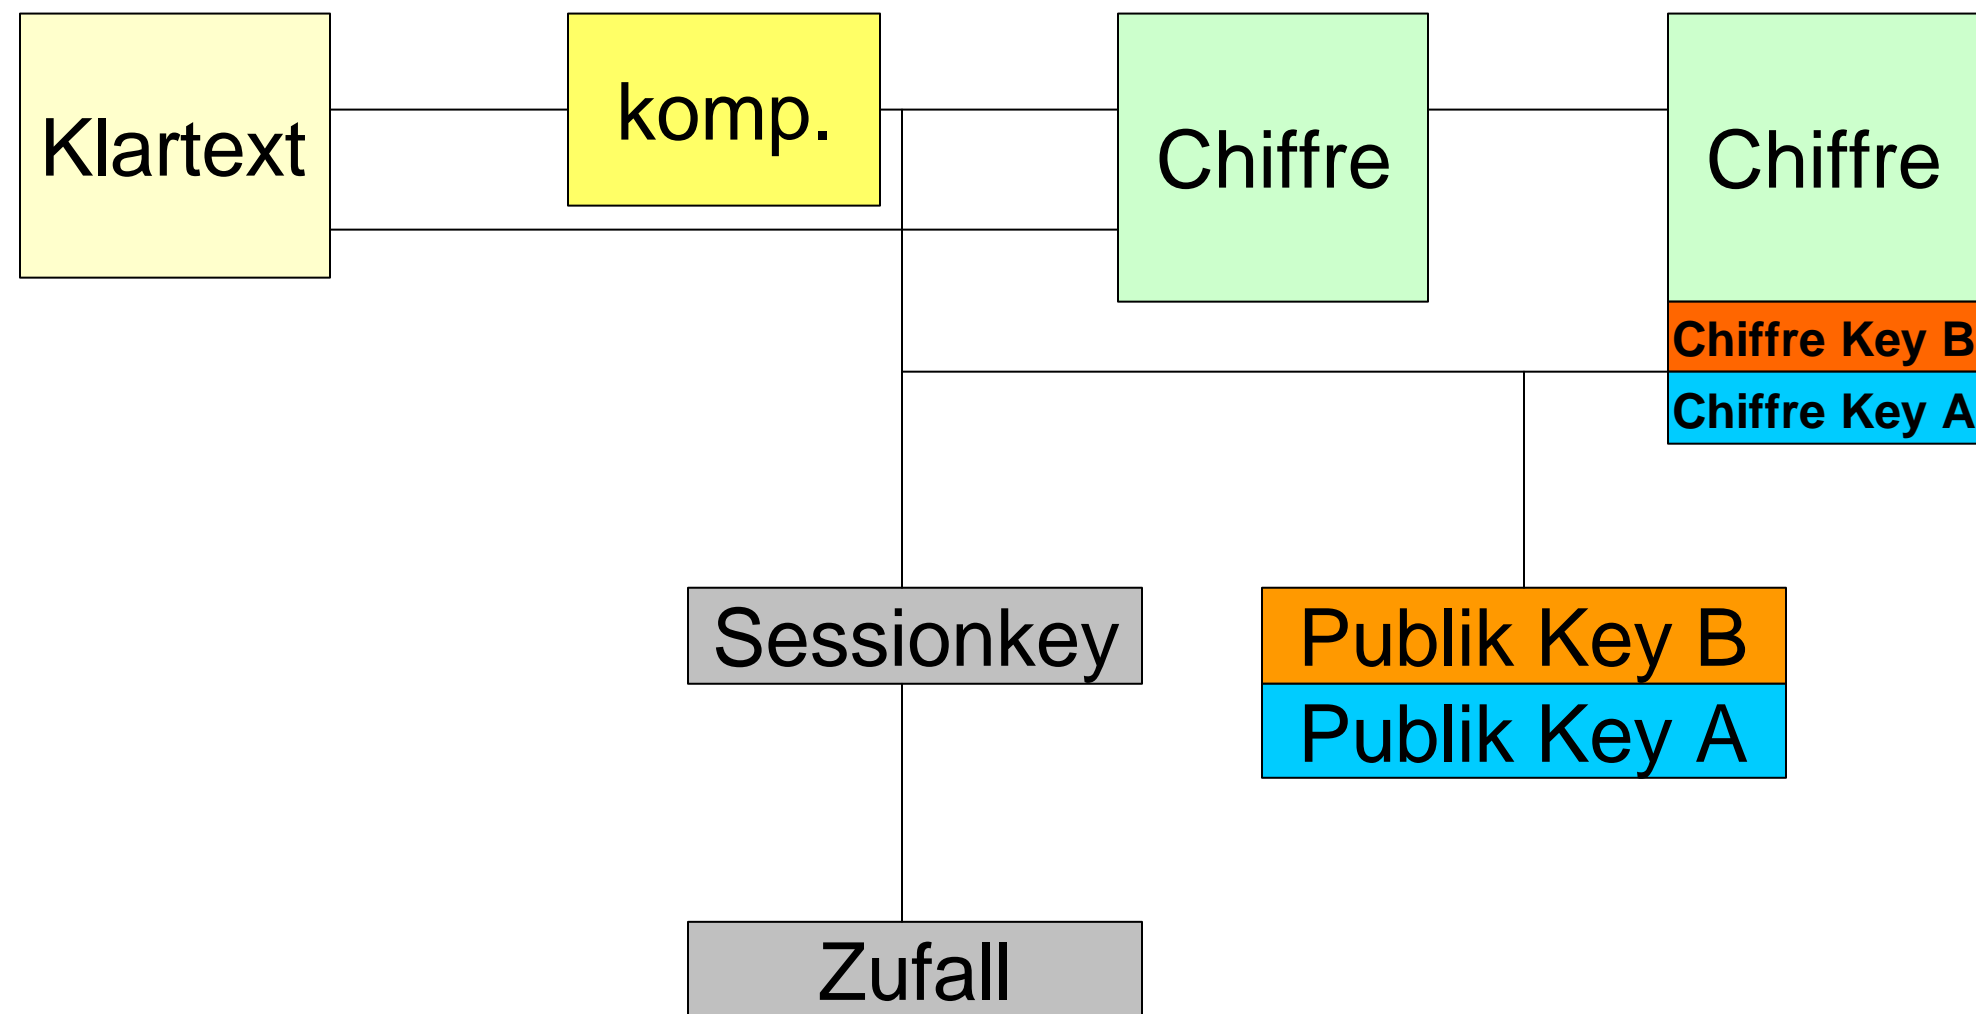 Klartext
komp.
Chiffre
Chiffre
Chiffre Key B
Chiffre Key A
Sessionkey
Publik Key B
Publik Key A
Zufall